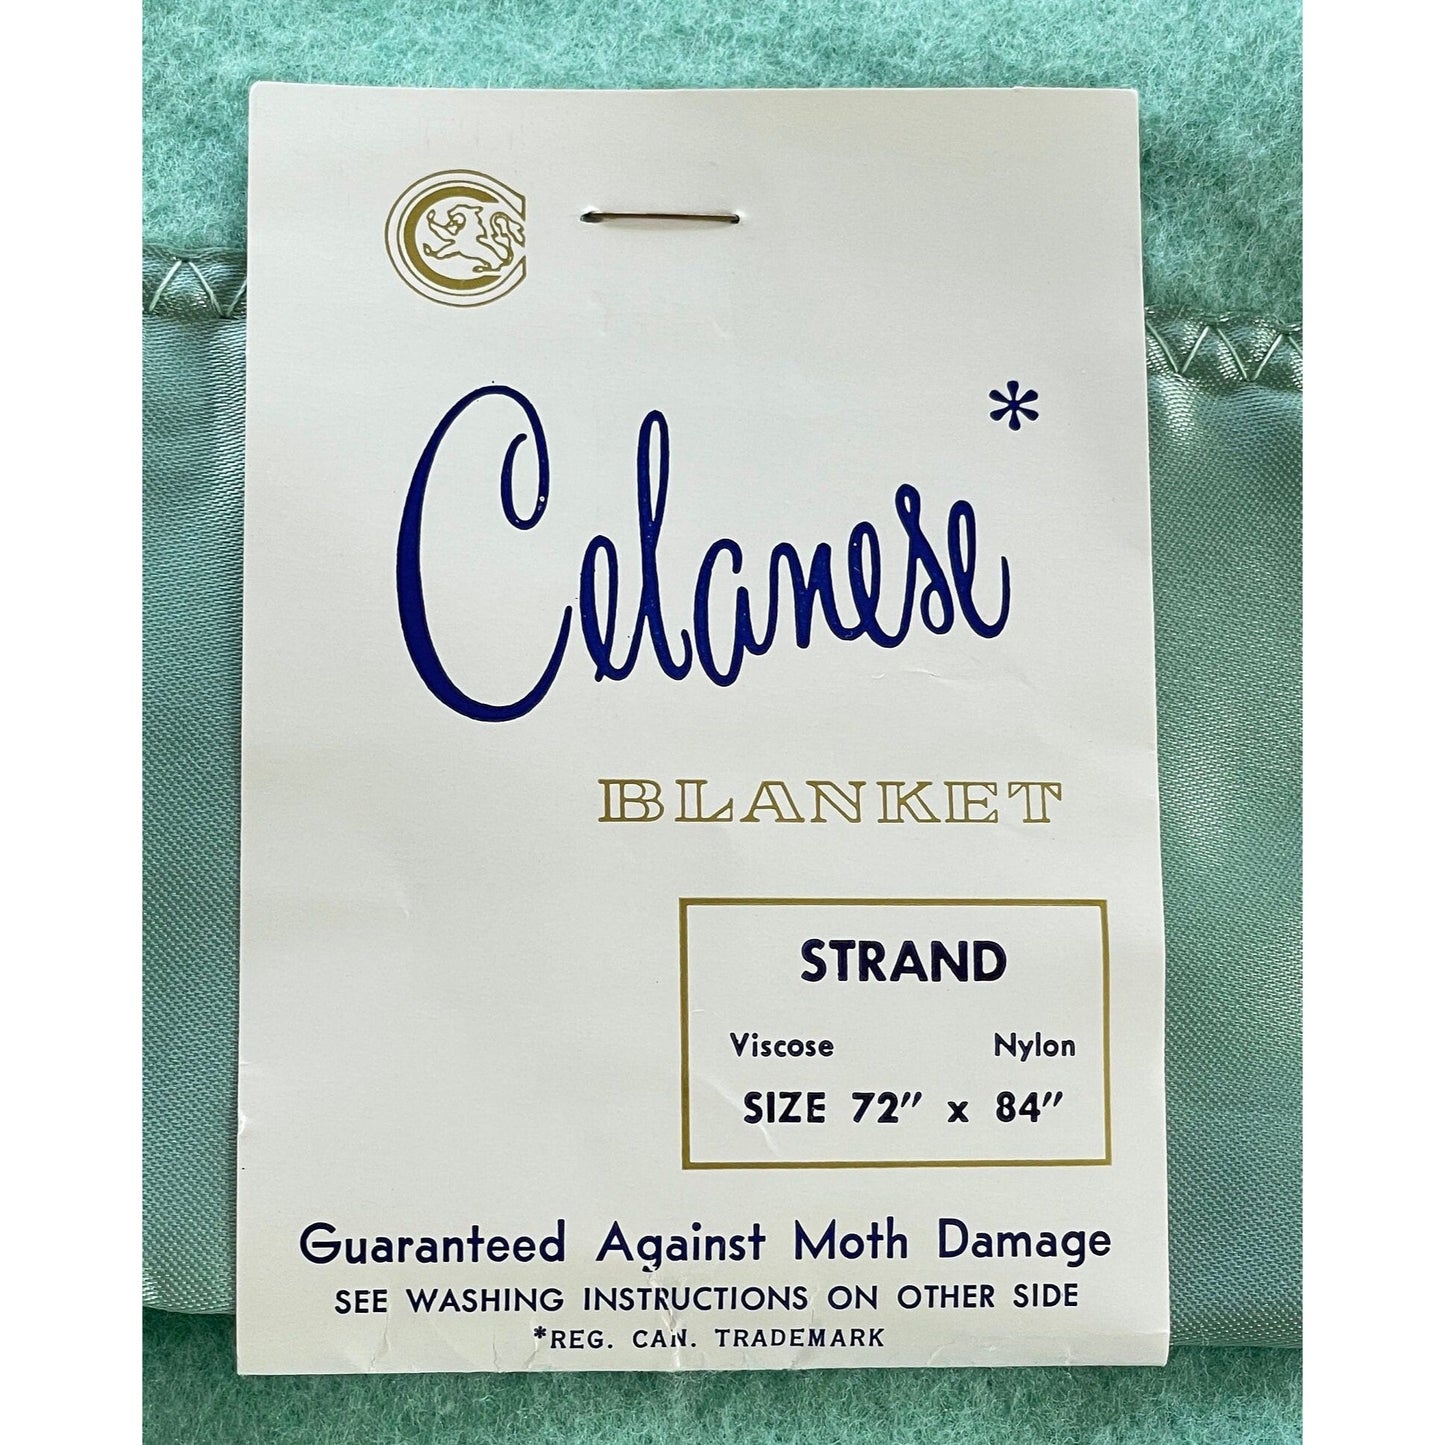 Celanese*
BLANKET
STRAND
Viscose Nylon
SIZE 72" x 84"
Guaranteed Against Moth Damage
SEE WASHING INSTRUCTIONS ON OTHER SIDE
*REG. CAN. TRADEMARK